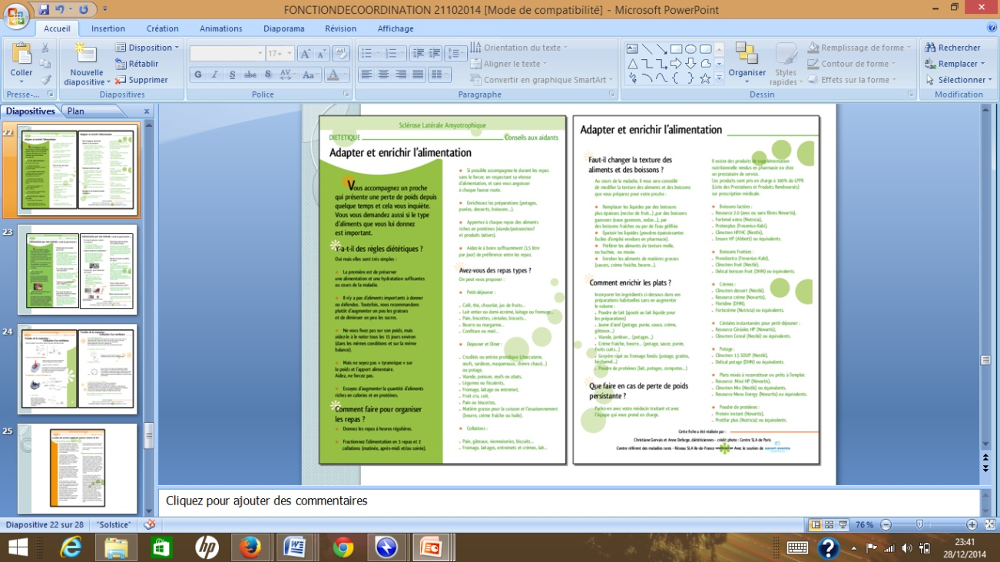 FONCTIONDECOORDINATION 21102014 [Mode de compatibilité] - Microsoft PowerPoint
Accueil
Insertion
Création
Animations
Diaporama
Révision
Affichage
Coller
Presse-...
Nouvelle
diapositive
Disposition
Rétablir
Supprimer
Diapositives
17+
G I S abc S AV Aa A
Police
Orientation du texte
Aligner le texte
Convertir en graphique SmartArt
Paragraphe
Organiser
Styles
rapides
Remplissage de forme
Contour de forme
Effets sur la forme
Dessin
Rechercher
Remplacer
Sélectionner
Modification
Diapositives
Plan
x
22
23
24
25
Sclérose Latérale Amyotrophique
DIETETIQUE Conseils aux aidants
Adapter et enrichir l'alimentation
Vous accompagnez un proche
qui présente une perte de poids depuis
quelque temps et cela vous inquiète.
Vous vous demandez aussi si le type
d'aliments que vous lui donnez
est important.
Y-a-t-il des règles diététiques ?
Oui mais elles sont très simples :
La première est de préserver
une alimentation et une hydratation suffisantes
au cours de la maladie.
Il n'y a pas d'aliments importants à donner
ou défendus. Toutefois, nous recommandons
plutôt d'augmenter un peu les graisses
et de diminuer un peu les sucres.
Ne vous fixez pas sur son poids, mais
aidez-le à le noter tous les 15 jours environ
(dans les mêmes conditions et sur la même
balance).
Mais ne soyez pas « tyrannique » sur
le poids et l'apport alimentaire.
Aidez, ne forcez pas.
Essayez d'augmenter la quantité d'aliments
riches en calories et en protéines.
Comment faire pour organiser
les repas ?
Donnez les repas à heures régulières.
Fractionnez l'alimentation en 3 repas et 2
collations (matinée, après-midi et/ou soirée).
Si possible accompagnez-le durant les repas
sans le forcer, en respectant sa vitesse
d'alimentation, et sans vous angoisser
à chaque fausse route.
Enrichissez les préparations (potages,
purées, desserts, boissons...).
Apportez à chaque repas des aliments
riches en protéines (viande/poisson/œuf
et produits laitiers).
Aidez-le à boire suffisamment (1,5 litre
par jour) de préférence entre les repas.
Avez-vous des repas types ?
On peut vous proposer :
Petit-déjeuner :
Café, thé, chocolat, jus de fruits...
Lait entier ou demi-écrémé, laitage ou fromage...
Pain, biscottes, céréales, biscuits...
Beurre ou margarine...
Confiture ou miel...
Déjeuner et Dîner :
Crudités ou entrée protidique (charcuterie,
œufs, sardines, maquereaux, chèvre chaud...)
ou potage,
Viande, poisson, œufs ou abats,
Légumes ou féculents,
Fromage, laitage ou entremet,
Fruit cru, cuit,
Pain ou biscottes,
Matière grasse pour la cuisson et l'assaisonnement
(beurre, crème fraîche ou huile).
Collations :
Pain, gâteaux, viennoiseries, biscuits...
Fromage, laitages, entremets et crèmes, lait...
Adapter et enrichir l'alimentation
Faut-il changer la texture des
aliments et des boissons ?
Au cours de la maladie, il vous sera conseillé
de modifier la texture des aliments et des boissons
que vous préparez pour votre proche :
Remplacer les liquides par des boissons
plus épaisses (nectar de fruit...) ,par des boissons
gazeuses (eaux gazeuses, sodas...), par
des boissons fraîches ou par de l'eau gélifiée.
Epaissir les liquides (poudres épaississantes
faciles d'emploi vendues en pharmacie).
Préférer les aliments de texture molle,
ou hachée, ou mixée.
Enrober les aliments de matières grasses
(sauces, crème fraîche, beurre...).
Comment enrichir les plats ?
Incorporer les ingrédients ci-dessous dans vos
préparations habituelles sans en augmenter
le volume :
Poudre de lait (ajouté au lait liquide pour
les préparations)
Jaune d'œuf (potage, purée, sauce, crème,
gâteaux...)
Viande, jambon... (potages...)
Crème fraîche, beurre... (potage, sauce, purée,
fruits cuits...)
Gruyère râpé ou fromage fondu (potage, gratins,
béchamel...)
Poudre de protéines (lait, potages, compotes...)
Que faire en cas de perte de poids
persistante ?
Parlez-en avec votre médecin traitant et avec
l'équipe qui vous prend en charge.
Il existe des produits de supplémentation
nutritionnelle vendus en pharmacie ou chez
un prestataire de service.
Ces produits sont pris en charge à 100% du LPPR
(Liste des Prestations et Produits Remboursés)
sur prescription médicale.
Boissons lactées :
Resource 2.0 (avec ou sans fibres Novartis),
Fortimel extra (Nutricia),
Protenplus (Fresenius-Kabi),
Clinutren HP/HC (Nestlé),
Ensure HP (Abbott) ou équivalents.
Boissons fruitées :
Providextra (Fresenius-Kabi),
Clinutren fruit (Nestlé),
Delical boisson fruit (DHN) ou équivalents.
Crèmes :
Clinutren dessert (Nestlé),
Resource crème (Novartis),
Floridine (DHN),
Forticrème (Nutricia) ou équivalents.
Céréales instantanées pour petit-déjeuner :
Resource Céréales HP (Novartis),
Clinutren Cereal (Nestlé) ou équivalents.
Potage :
Clinutren 1.5 SOUP (Nestlé),
Delical potage (DHN) ou équivalents
Plats mixés à reconstituer ou prêts à l'emploi
Resource Mixé HP (Novartis),
Clinutren Mix (Nestlé) ou équivalents,
Resource Menu Energy (Novartis) ou équivalents.
Poudre de protéines :
Protein instant (Novartis),
Protifar plus (Nutricia) ou équivalents.
Cette fiche a été réalisée par :
Christiane Gervais et Anne Deforge, diététiciennes - crédit photo : Centre SLA de Paris
Centre référent des maladies rares - Réseau SLA Ile-de-France Avec le soutien de
Cliquez pour ajouter des commentaires
Diapositive 22 sur 28
"Solstice"
76 %
hp
23:41
28/12/2014